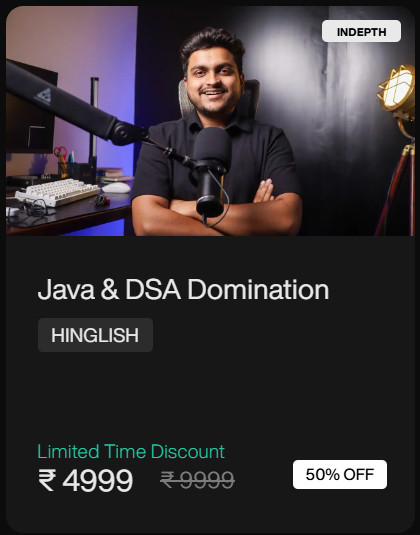 INDEPTH
Java & DSA Domination
HINGLISH
Limited Time Discount
₹ 4999 ₹ 9999
50% OFF